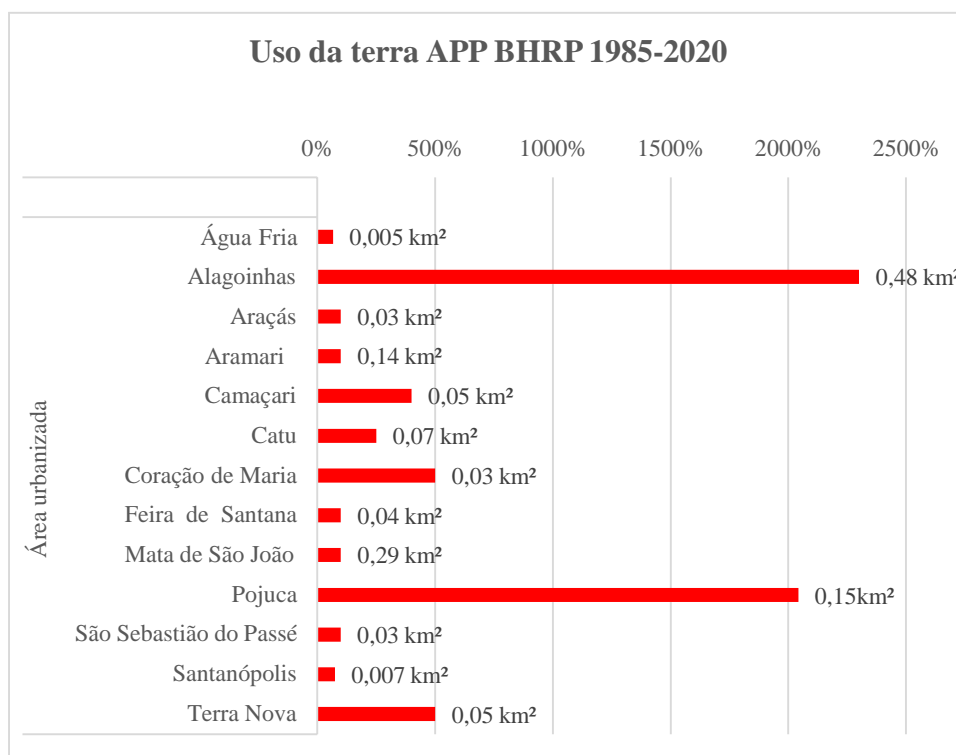 Uso da terra APP BHRP 1985-2020
0% 500% 1000% 1500% 2000% 2500%
Área urbanizada
Água Fria 0,005 km²
Alagoinhas 0,48 km²
Araçás 0,03 km²
Aramari 0,14 km²
Camaçari 0,05 km²
Catu 0,07 km²
Coração de Maria 0,03 km²
Feira de Santana 0,04 km²
Mata de São João 0,29 km²
Pojuca 0,15km²
São Sebastião do Passé 0,03 km²
Santanópolis 0,007 km²
Terra Nova 0,05 km²